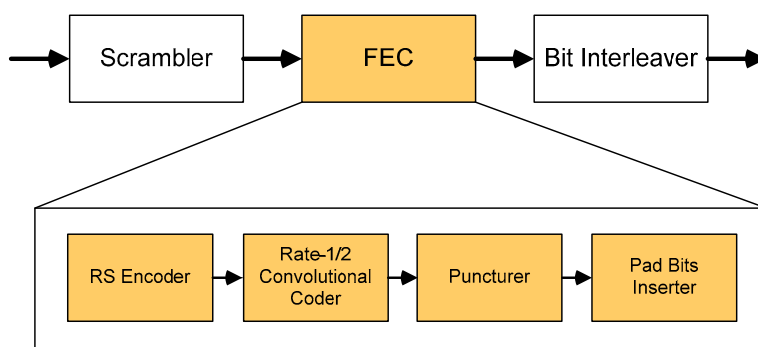 Scrambler
FEC
Bit Interleaver
RS Encoder
Rate-1/2
Convolutional
Coder
Puncturer
Pad Bits
Inserter